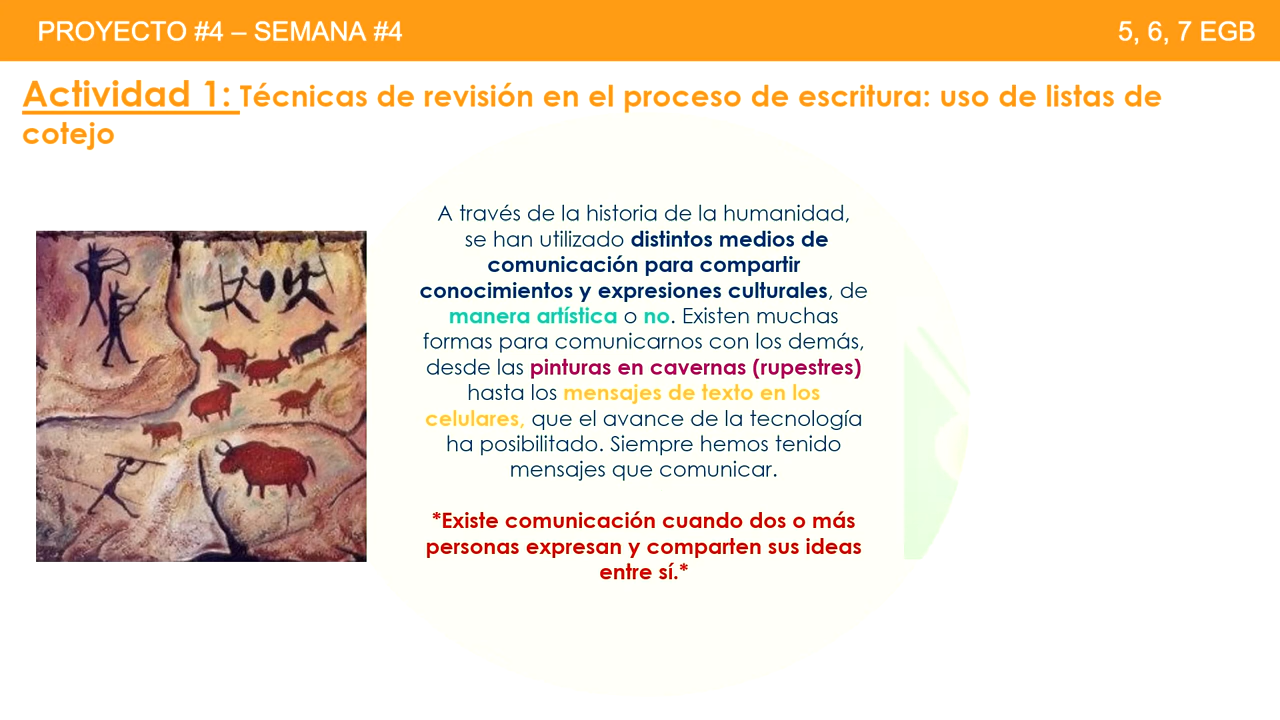 PROYECTO #4 – SEMANA #4
5, 6, 7 EGB
Actividad 1: Técnicas de revisión en el proceso de escritura: uso de listas de
cotejo
A través de la historia de la humanidad,
se han utilizado distintos medios de
comunicación para compartir
conocimientos y expresiones culturales, de
manera artística o no. Existen muchas
formas para comunicarnos con los demás,
desde las pinturas en cavernas (rupestres)
hasta los mensajes de texto en los
celulares, que el avance de la tecnología
ha posibilitado. Siempre hemos tenido
mensajes que comunicar.
*Existe comunicación cuando dos o más
personas expresan y comparten sus ideas
entre sí.*